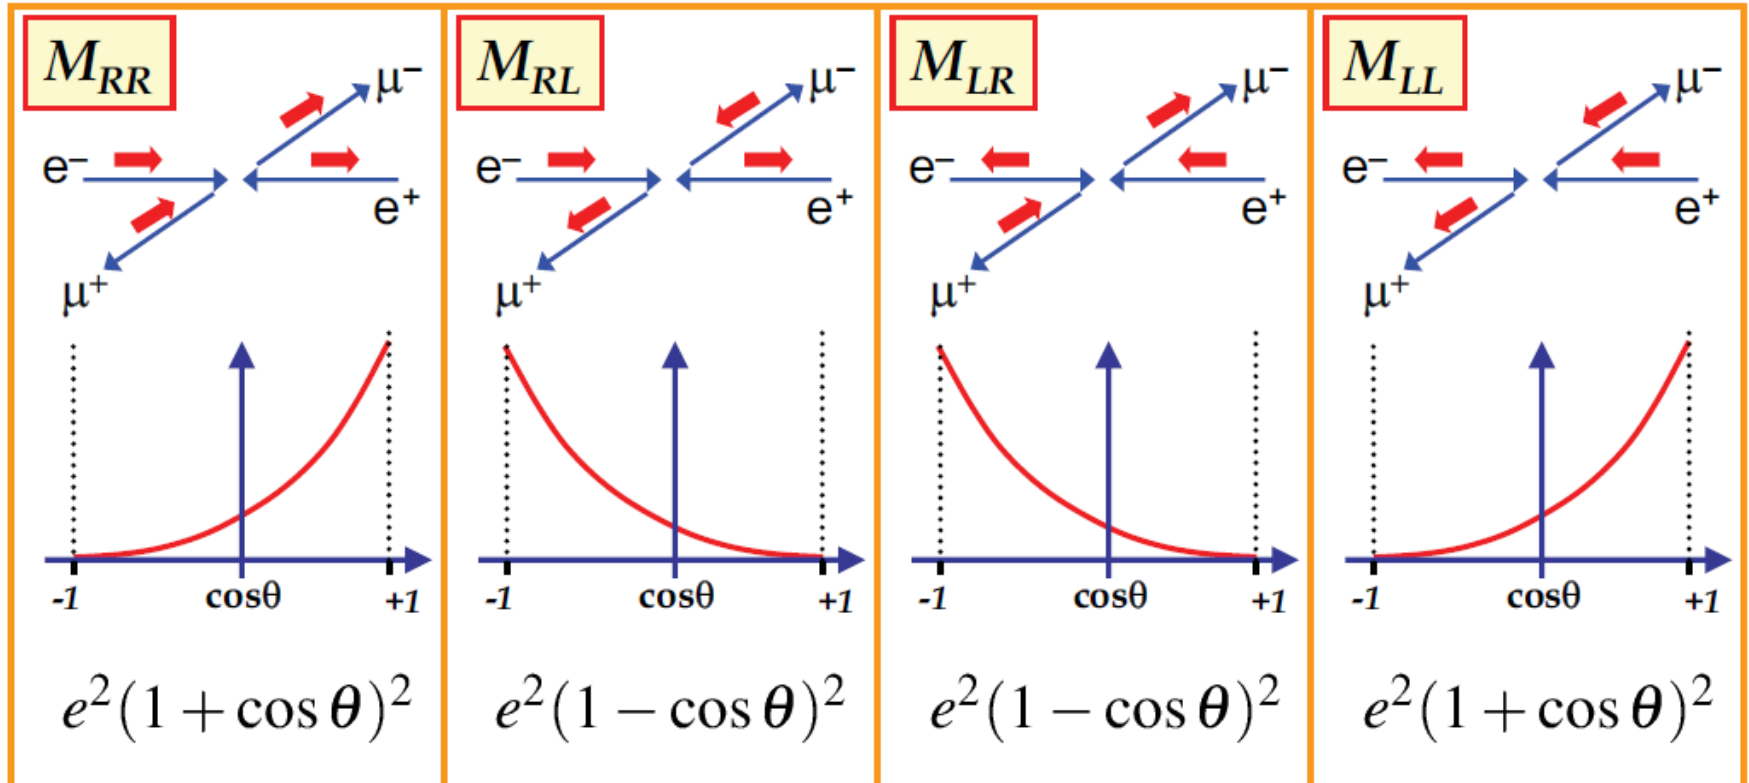 M_RR
μ⁻
e⁻
e⁺
μ⁺
-1 cosθ +1
e²(1 + cos θ)²
M_RL
μ⁻
e⁻
e⁺
μ⁺
-1 cosθ +1
e²(1 − cos θ)²
M_LR
μ⁻
e⁻
e⁺
μ⁺
-1 cosθ +1
e²(1 − cos θ)²
M_LL
μ⁻
e⁻
e⁺
μ⁺
-1 cosθ +1
e²(1 + cos θ)²